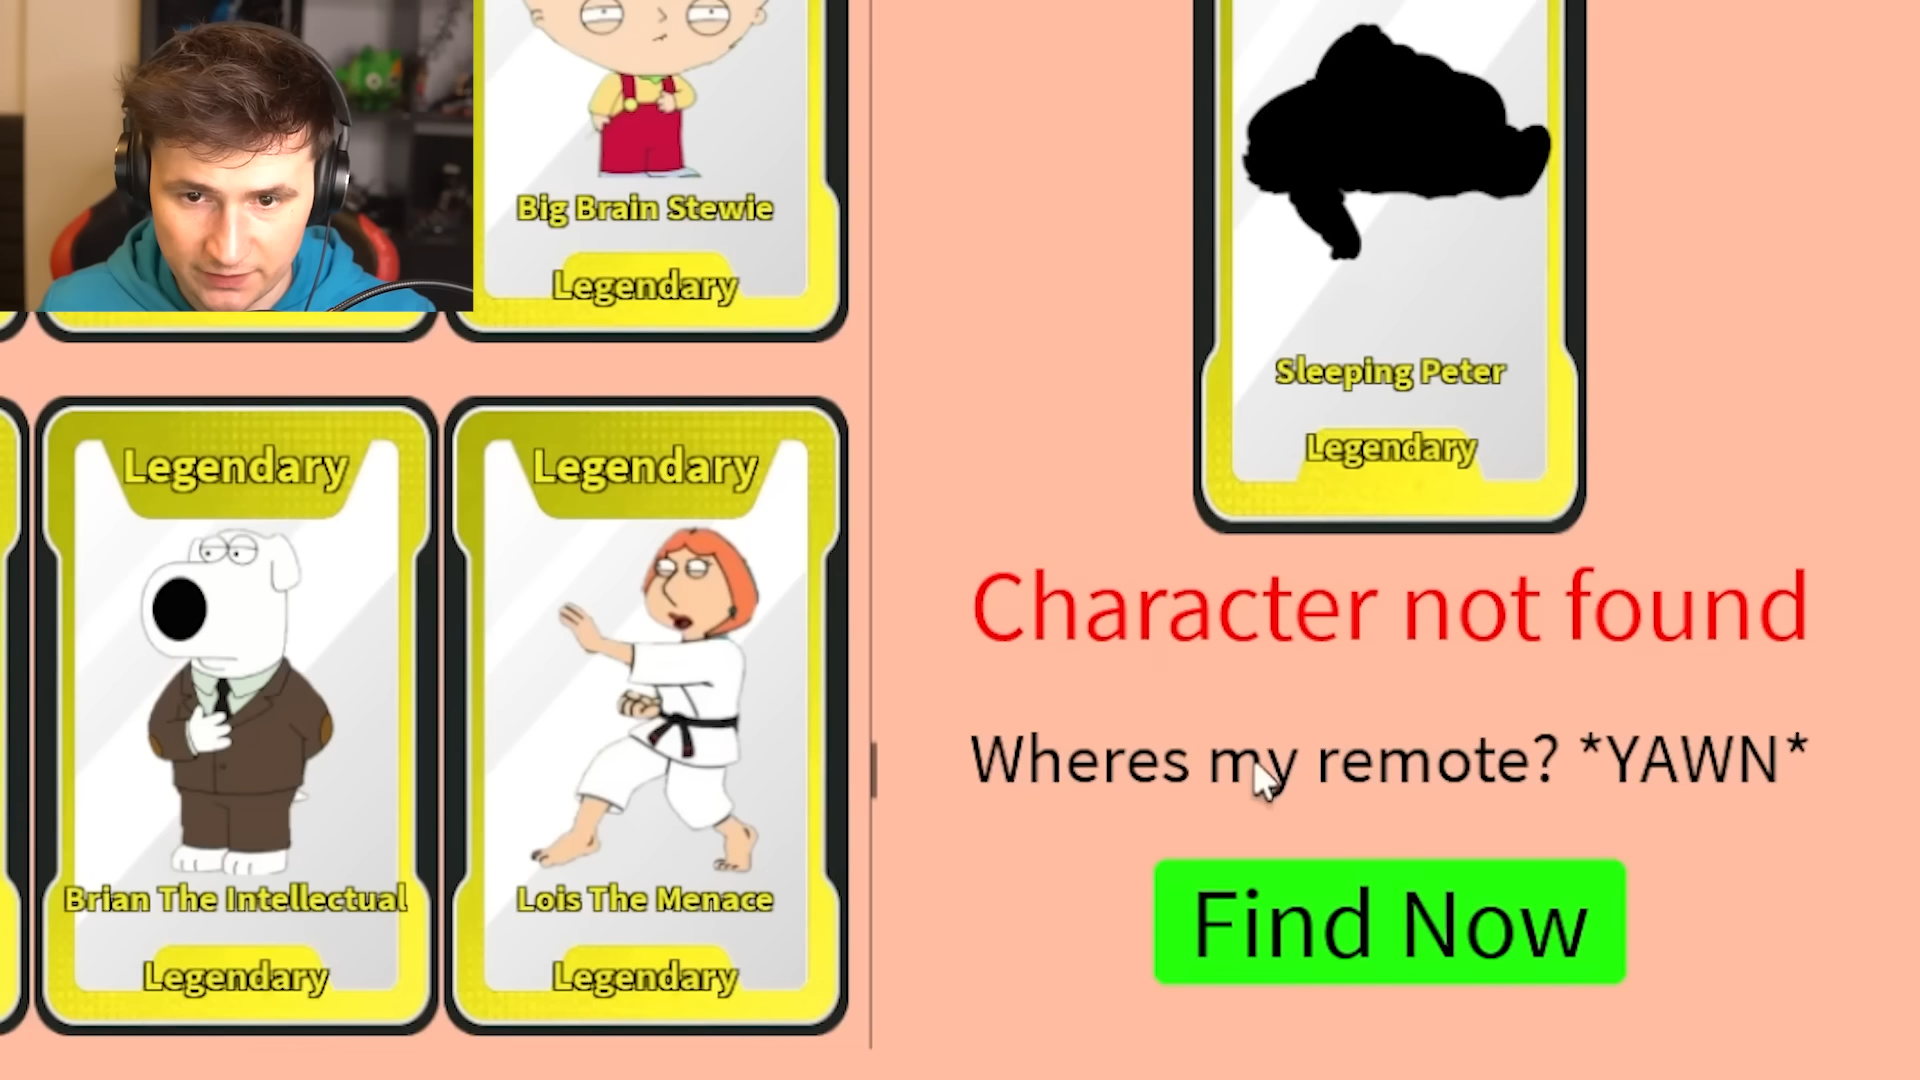 Big Brain Stewie
Legendary
Legendary
Brian The Intellectual
Legendary
Legendary
Lois The Menace
Legendary
Sleeping Peter
Legendary
Character not found
Wheres my remote? *YAWN*
Find Now